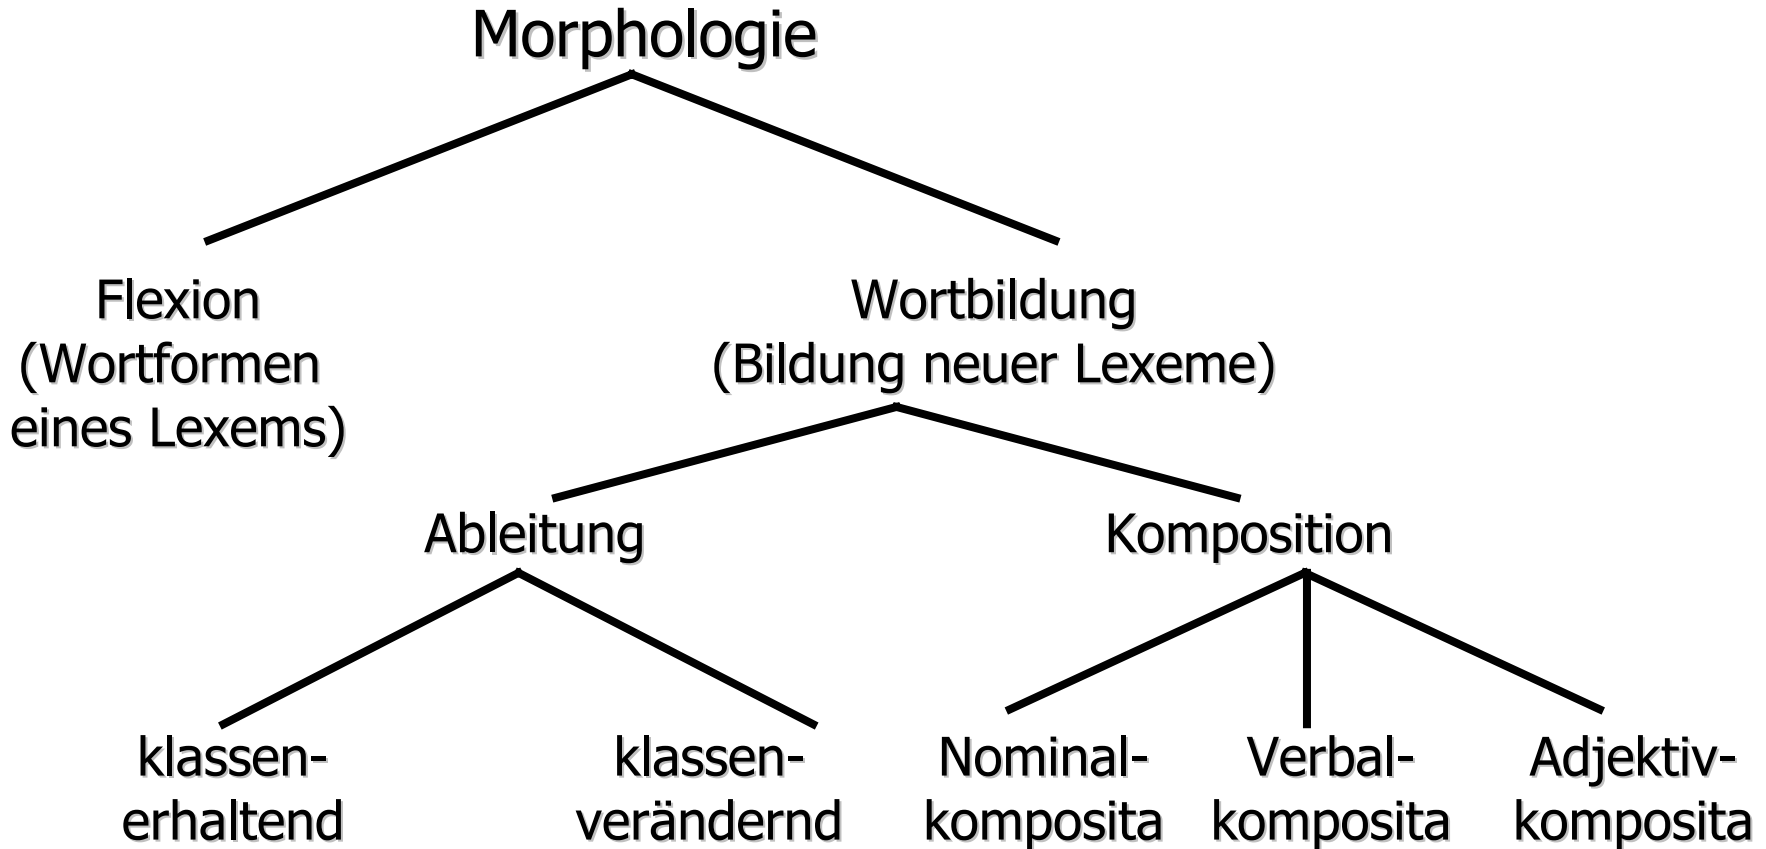 Morphologie
Flexion
(Wortformen
eines Lexems)
Wortbildung
(Bildung neuer Lexeme)
Ableitung
Komposition
klassen-
erhaltend
klassen-
verändernd
Nominal-
komposita
Verbal-
komposita
Adjektiv-
komposita